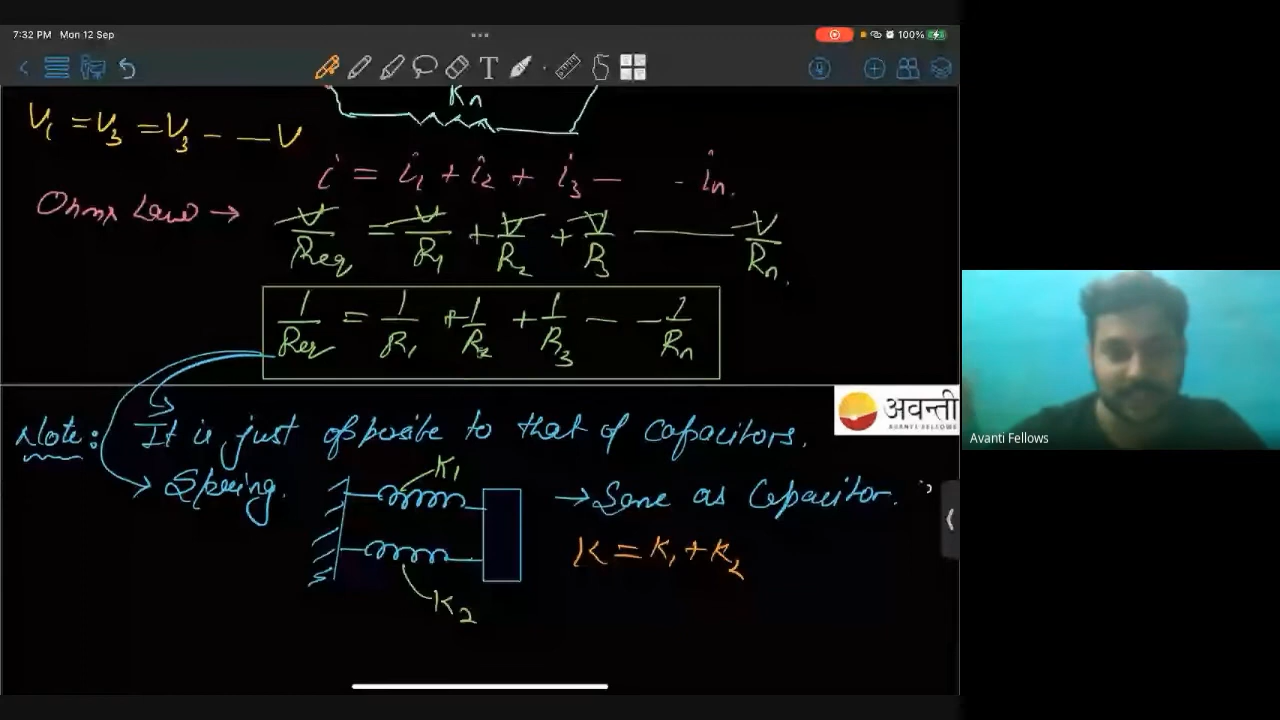 7:32 PM Mon 12 Sep
100%
T
Rn
V1 = V3 = V3 - — V
i = i1 + i2 + i3 — - in.
Ohms Law →
V/Req = V/R1 + V/R2 + V/R3 —— V/Rn.
1/Req = 1/R1 + 1/R2 + 1/R3 — - 1/Rn
अवन्ती
AVANTI FELLOWS
Note: It is just opposite to that of capacitors.
→ Spring.
K1
→ Same as Capacitor.
K = K1 + K2
K2
Avanti Fellows